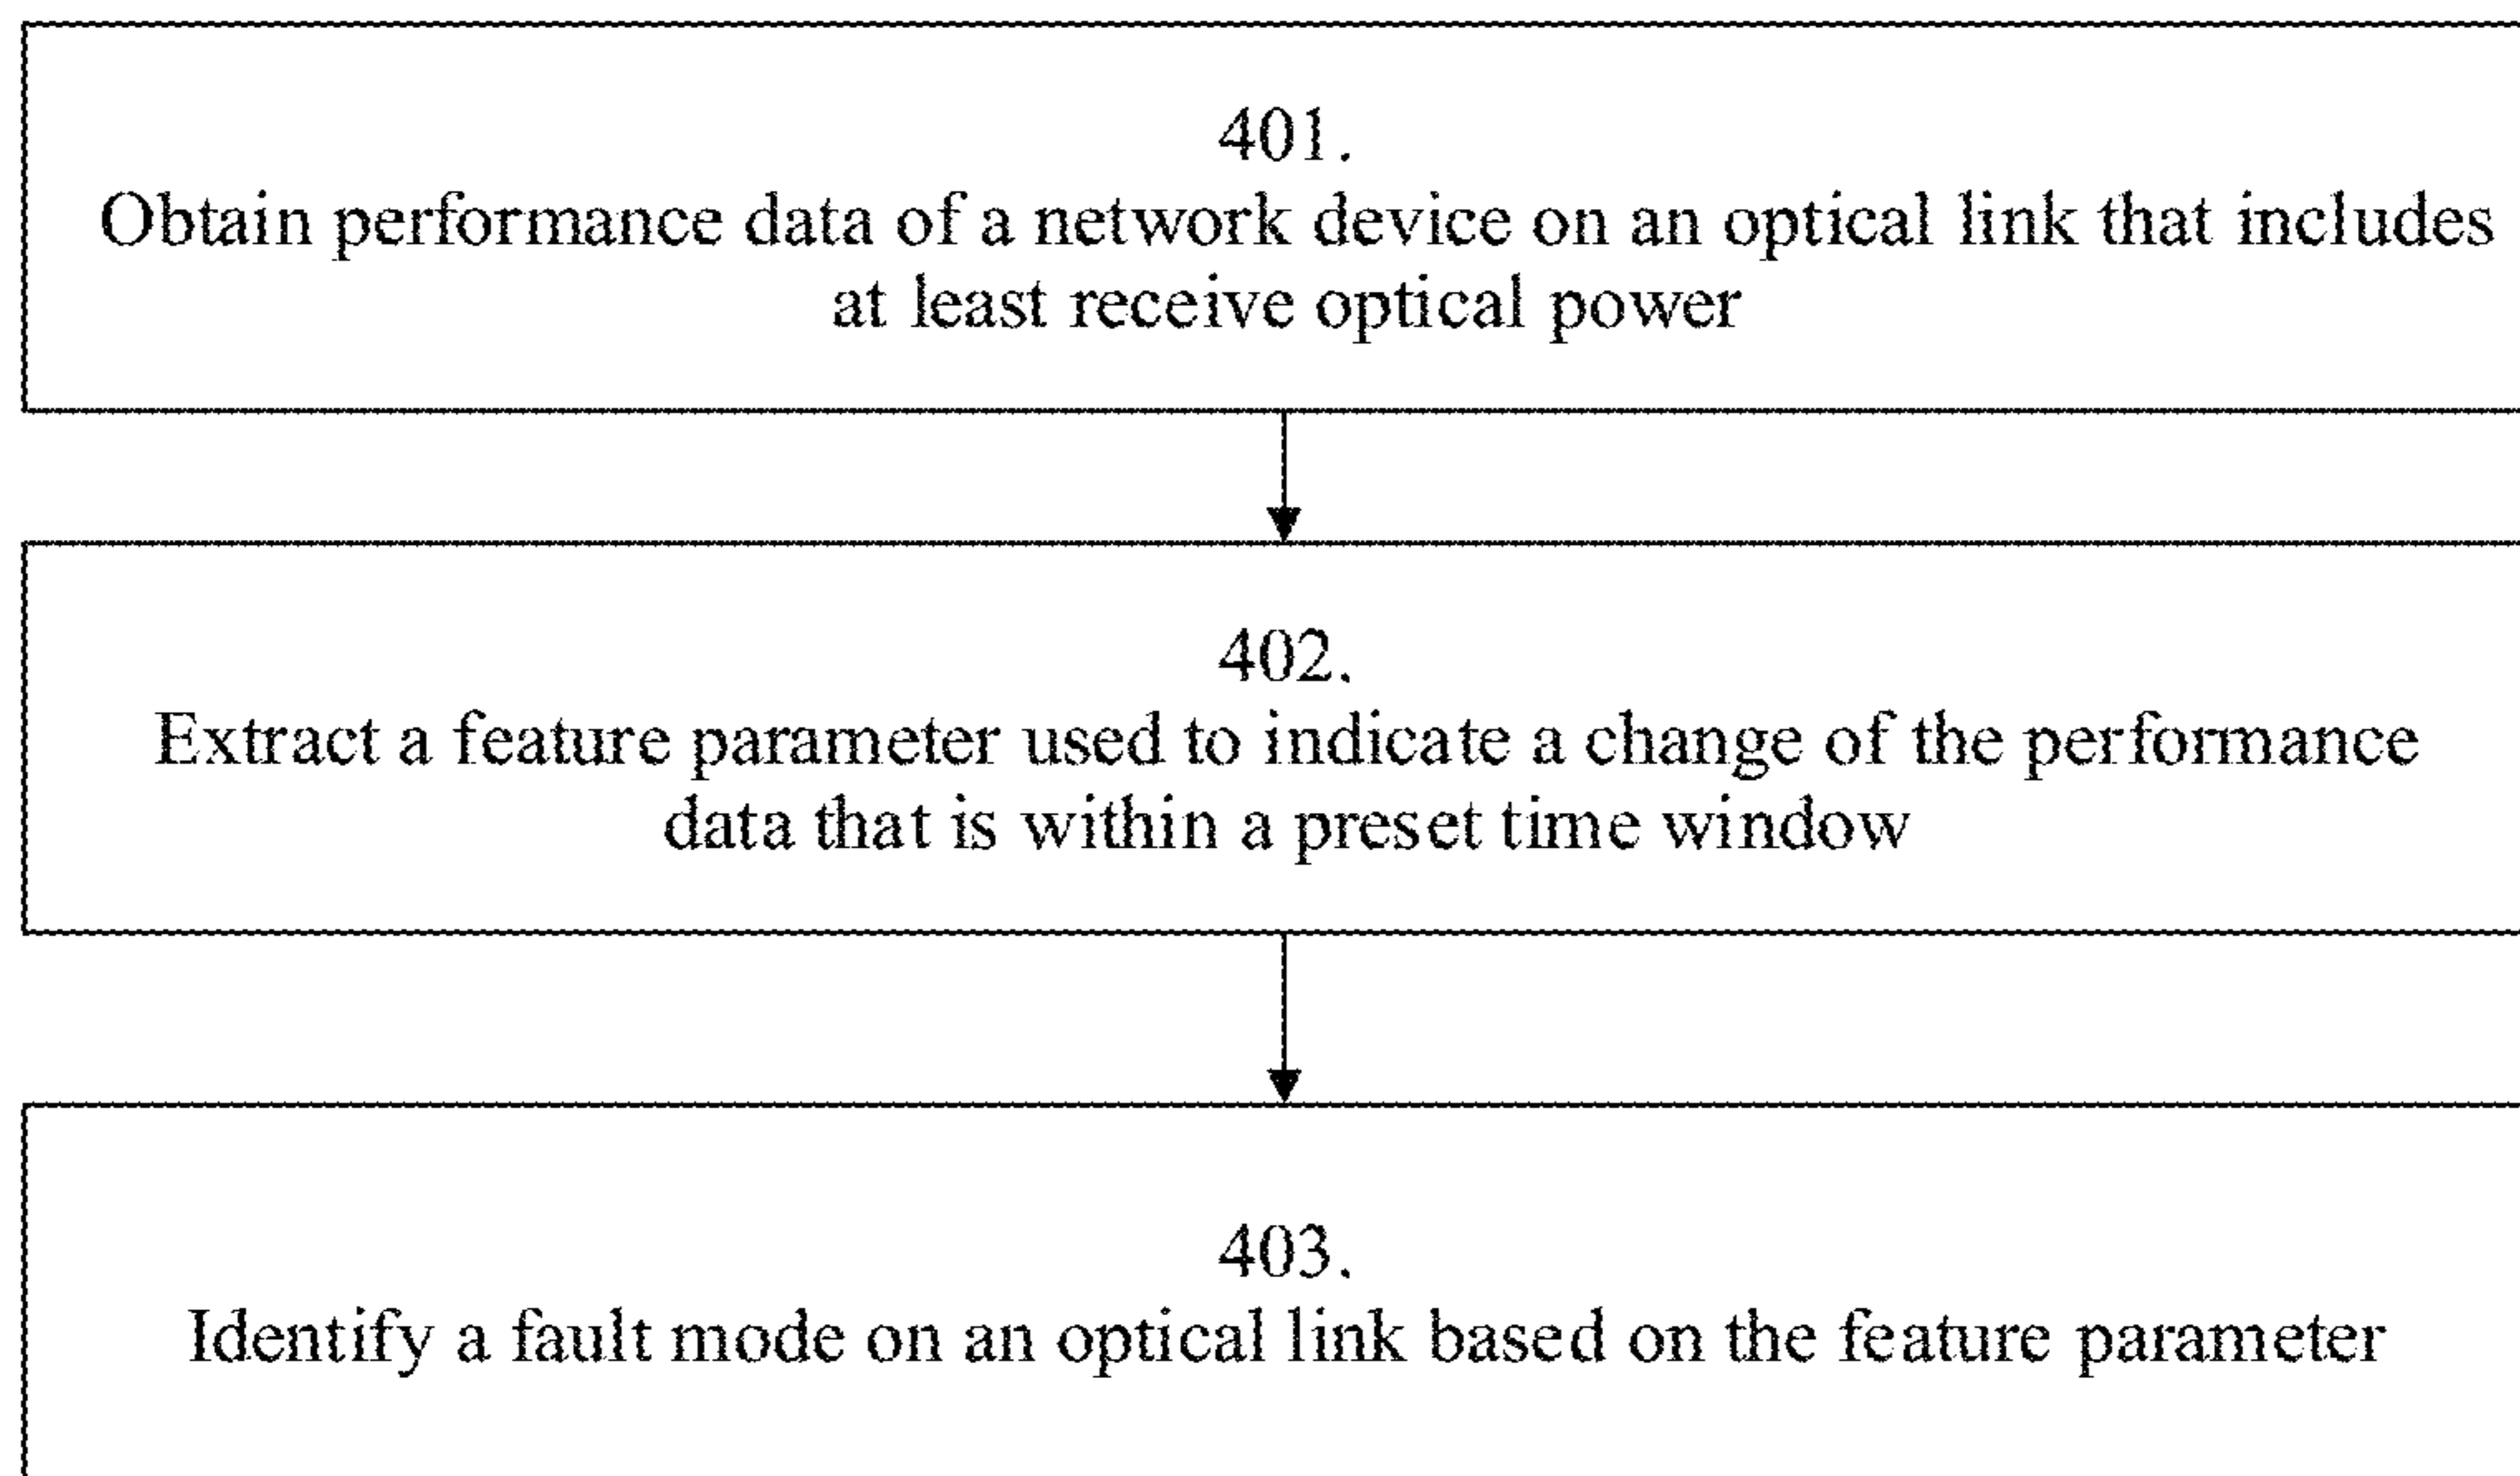 401.
Obtain performance data of a network device on an optical link that includes
at least receive optical power
402.
Extract a feature parameter used to indicate a change of the performance
data that is within a preset time window
403.
Identify a fault mode on an optical link based on the feature parameter